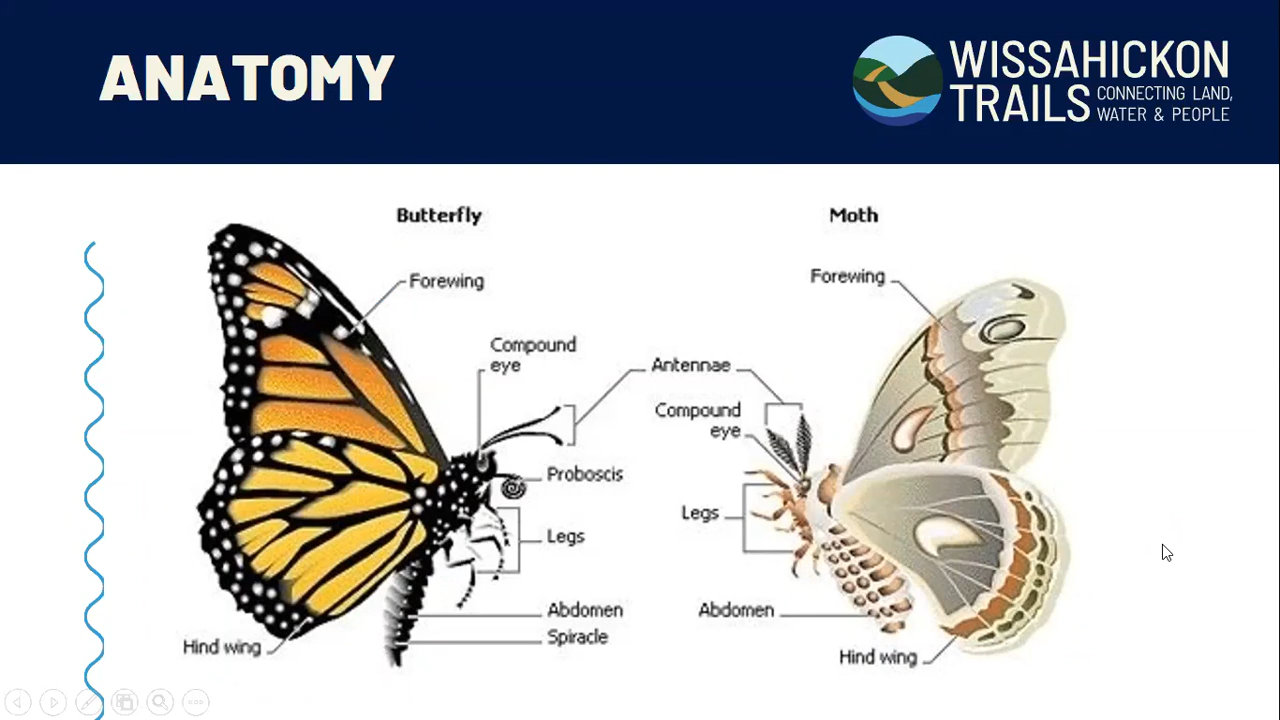 ANATOMY
WISSAHICKON
TRAILS
CONNECTING LAND,
WATER & PEOPLE
Butterfly
Forewing
Compound
eye
Antennae
Proboscis
Legs
Abdomen
Spiracle
Hind wing
Moth
Forewing
Compound
eye
Legs
Abdomen
Hind wing